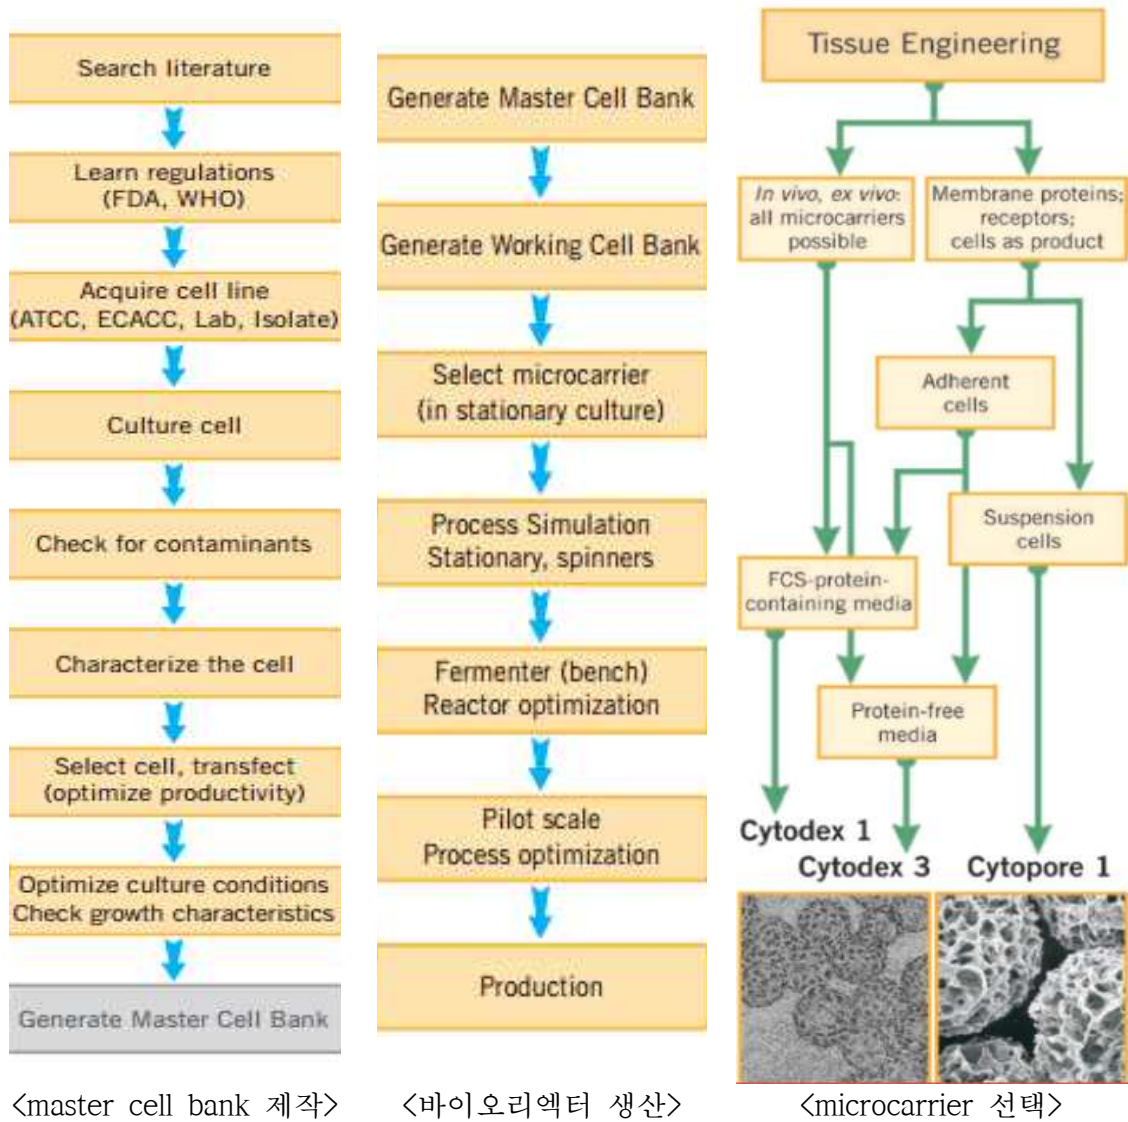 Search literature
Learn regulations
(FDA, WHO)
Acquire cell line
(ATCC, ECACC, Lab, Isolate)
Culture cell
Check for contaminants
Characterize the cell
Select cell, transfect
(optimize productivity)
Optimize culture conditions
Check growth characteristics
Generate Master Cell Bank
<master cell bank 제작>
Generate Master Cell Bank
Generate Working Cell Bank
Select microcarrier
(in stationary culture)
Process Simulation
Stationary, spinners
Fermenter (bench)
Reactor optimization
Pilot scale
Process optimization
Production
<바이오리엑터 생산>
Tissue Engineering
In vivo, ex vivo:
all microcarriers
possible
Membrane proteins;
receptors;
cells as product
Adherent
cells
Suspension
cells
FCS-protein-
containing media
Protein-free
media
Cytodex 1
Cytodex 3
Cytopore 1
<microcarrier 선택>